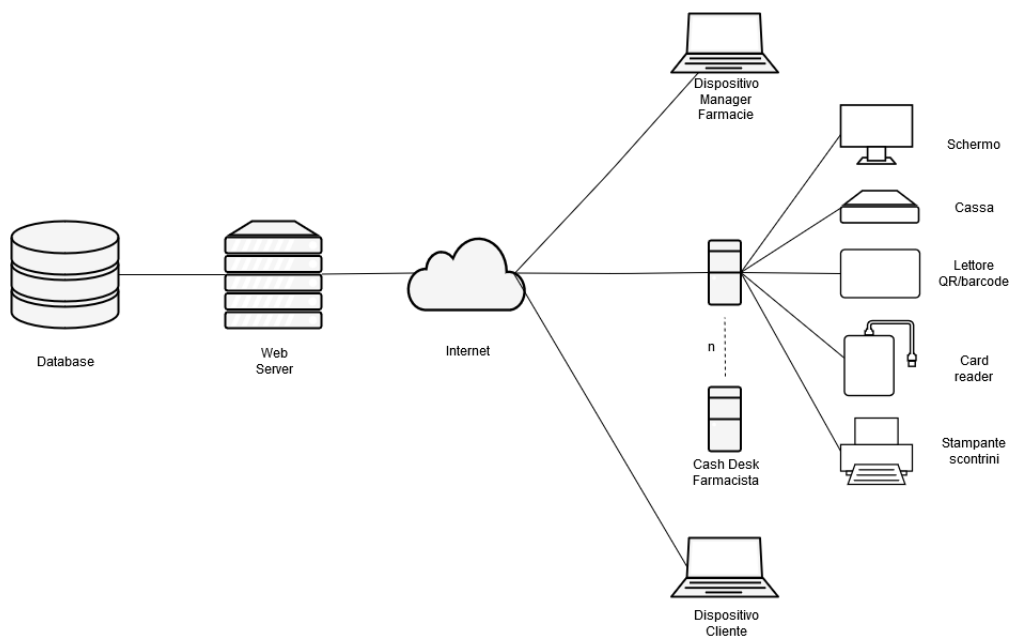 Dispositivo
Manager
Farmacie
Schermo
Cassa
Lettore
QR/barcode
Database
Web
Server
Internet
n
Card
reader
Cash Desk
Farmacista
Stampante
scontrini
Dispositivo
Cliente